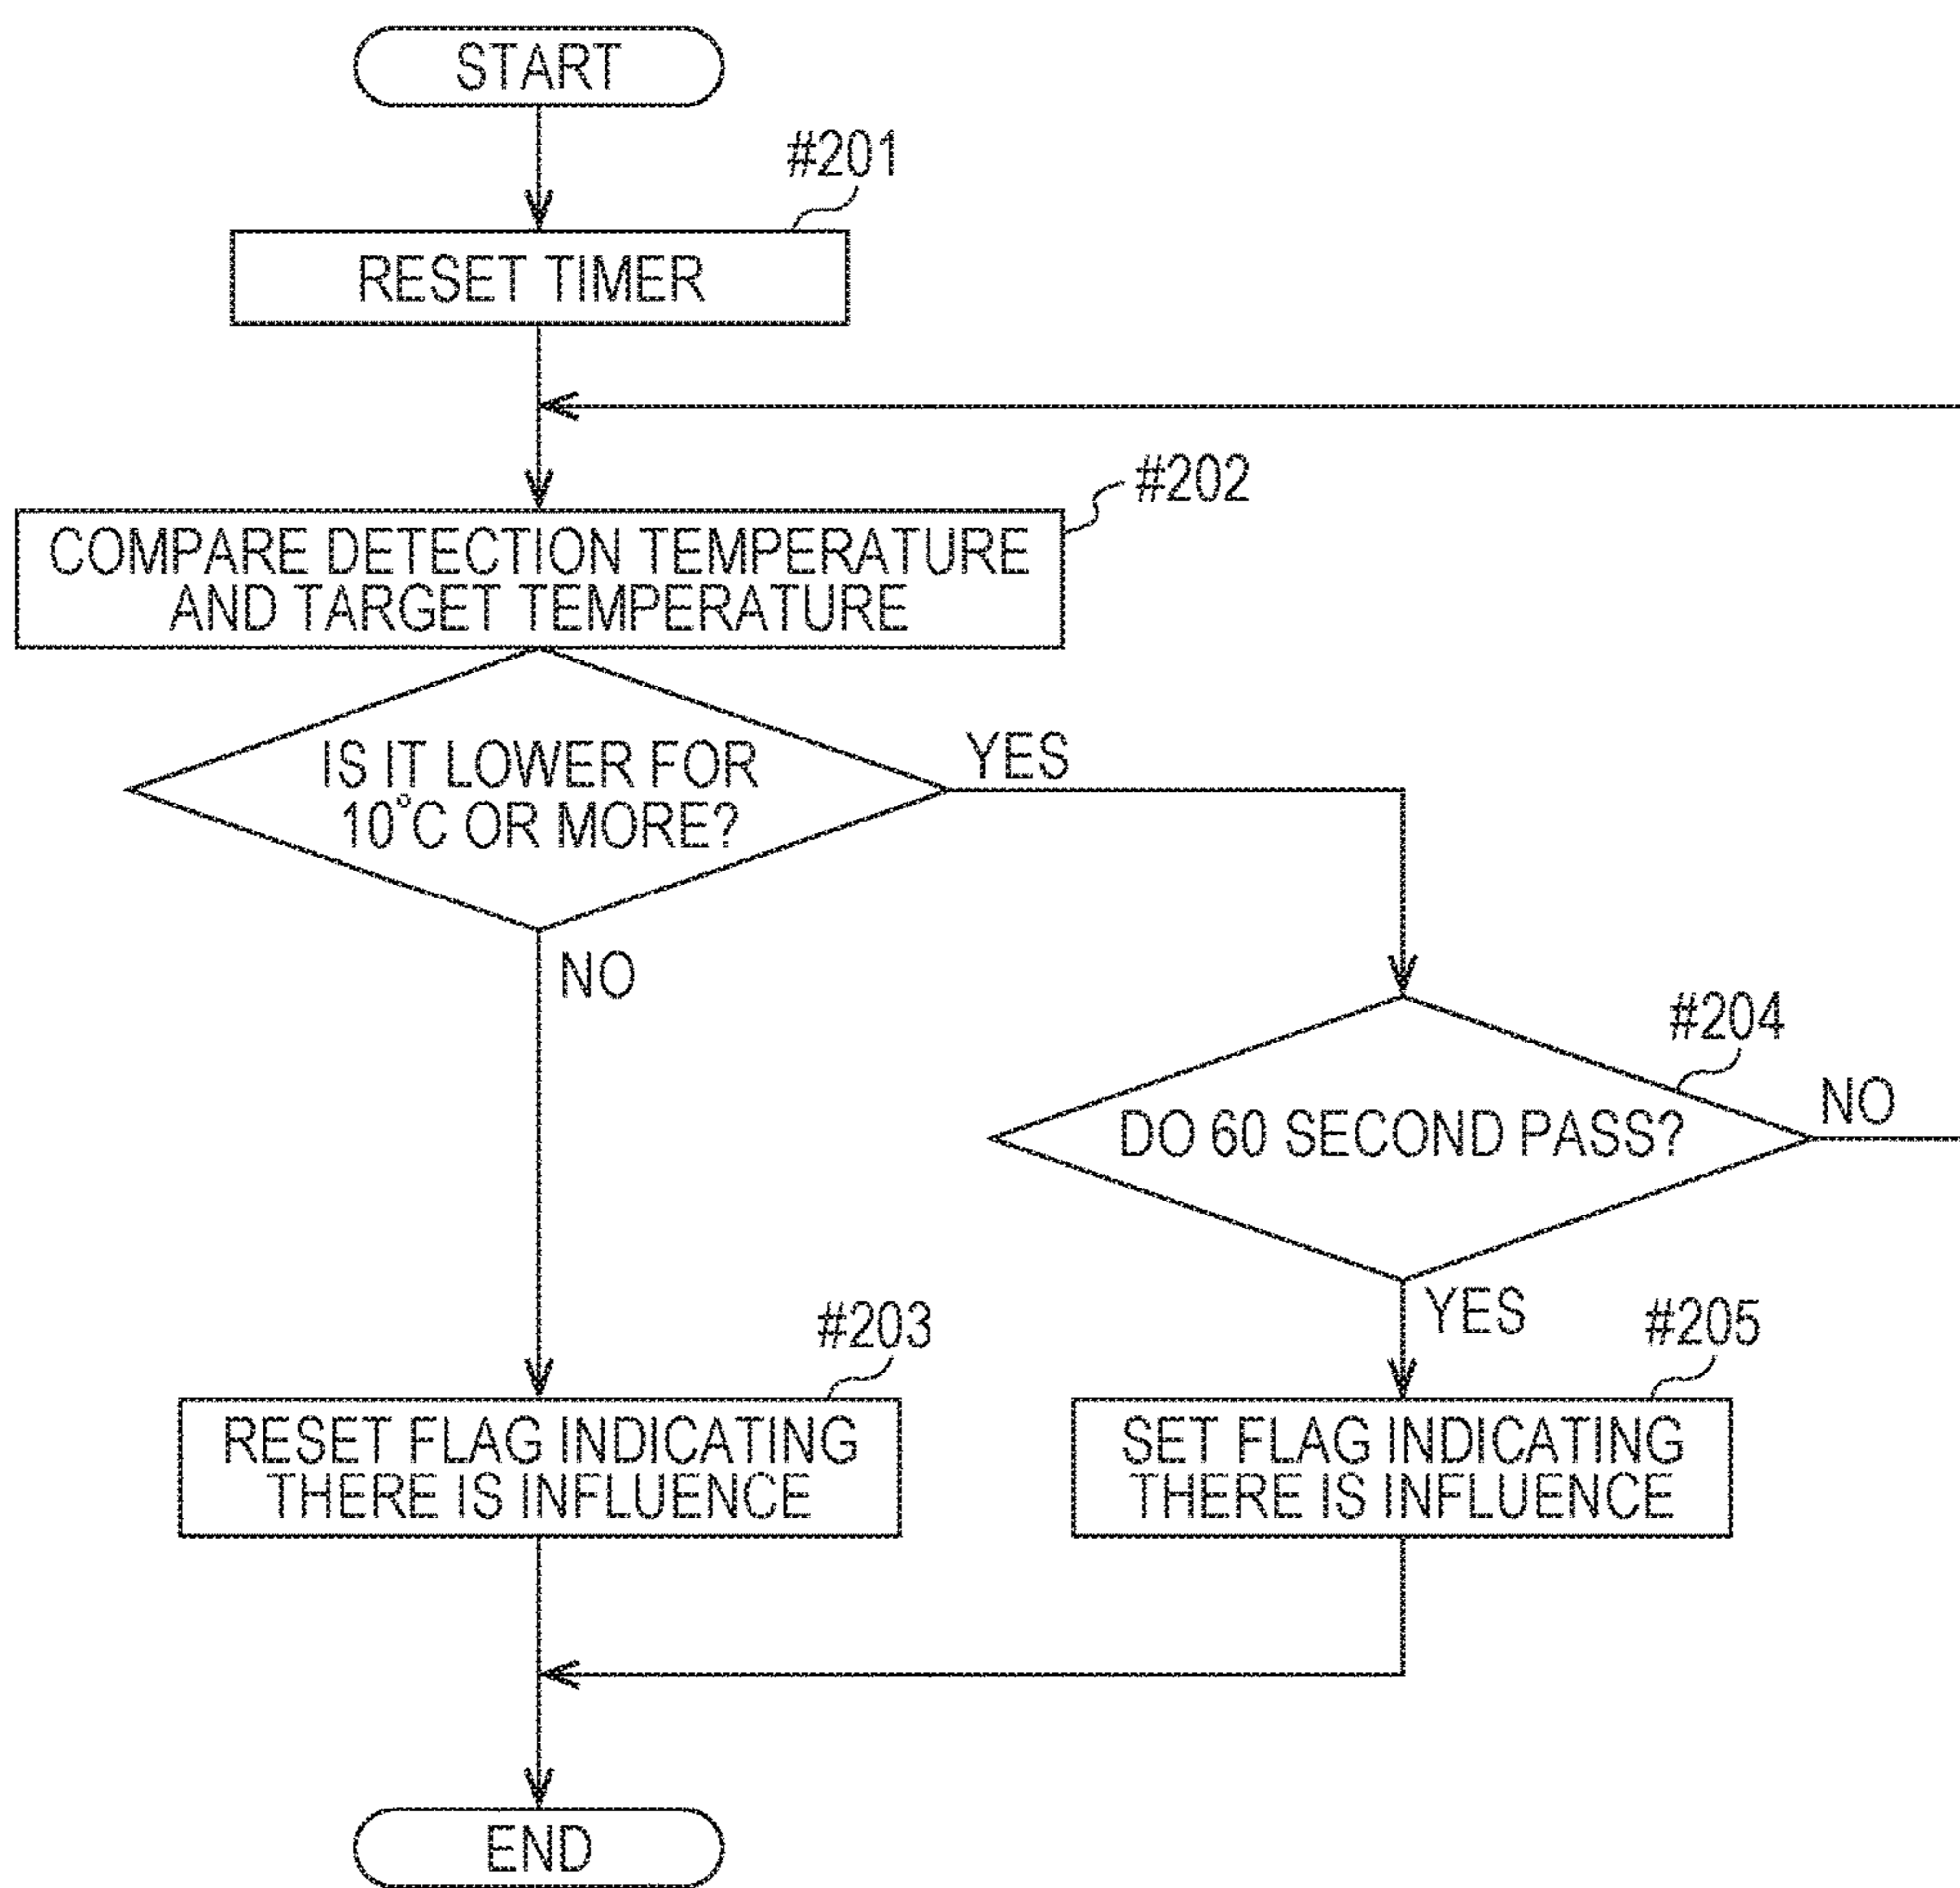 START
#201
RESET TIMER
#202
COMPARE DETECTION TEMPERATURE
AND TARGET TEMPERATURE
IS IT LOWER FOR
10°C OR MORE?
YES
NO
#204
DO 60 SECOND PASS?
NO
YES
#203
RESET FLAG INDICATING
THERE IS INFLUENCE
#205
SET FLAG INDICATING
THERE IS INFLUENCE
END